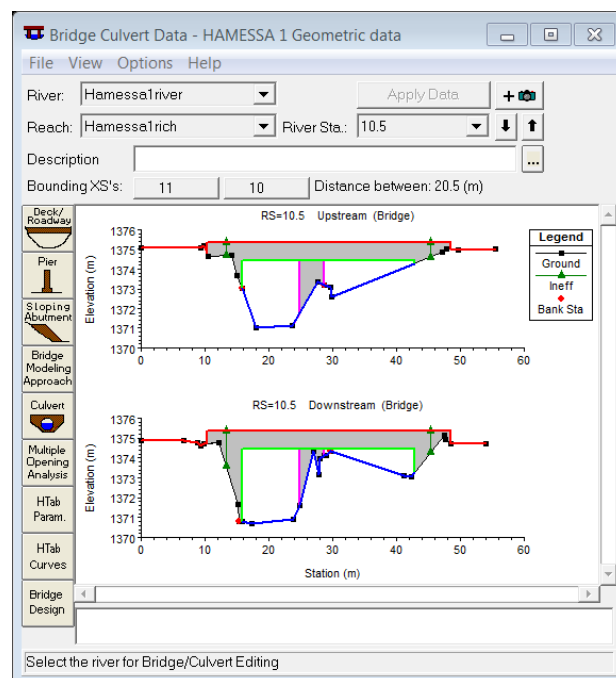 Bridge Culvert Data - HAMESSA 1 Geometric data
File View Options Help
River: Hamessa1river Apply Data
Reach: Hamessa1rich River Sta.: 10.5
Description ...
Bounding XS's: 11 10 Distance between: 20.5 (m)
Deck/
Roadway
Pier
Sloping
Abutment
Bridge
Modeling
Approach
Culvert
Multiple
Opening
Analysis
HTab
Param.
HTab
Curves
Bridge
Design
RS=10.5 Upstream (Bridge)
Elevation (m)
1376
1375
1374
1373
1372
1371
1370
0 10 20 30 40 50 60
Legend
Ground
Ineff
Bank Sta
RS=10.5 Downstream (Bridge)
Elevation (m)
1376
1375
1374
1373
1372
1371
1370
0 10 20 30 40 50 60
Station (m)
Select the river for Bridge/Culvert Editing